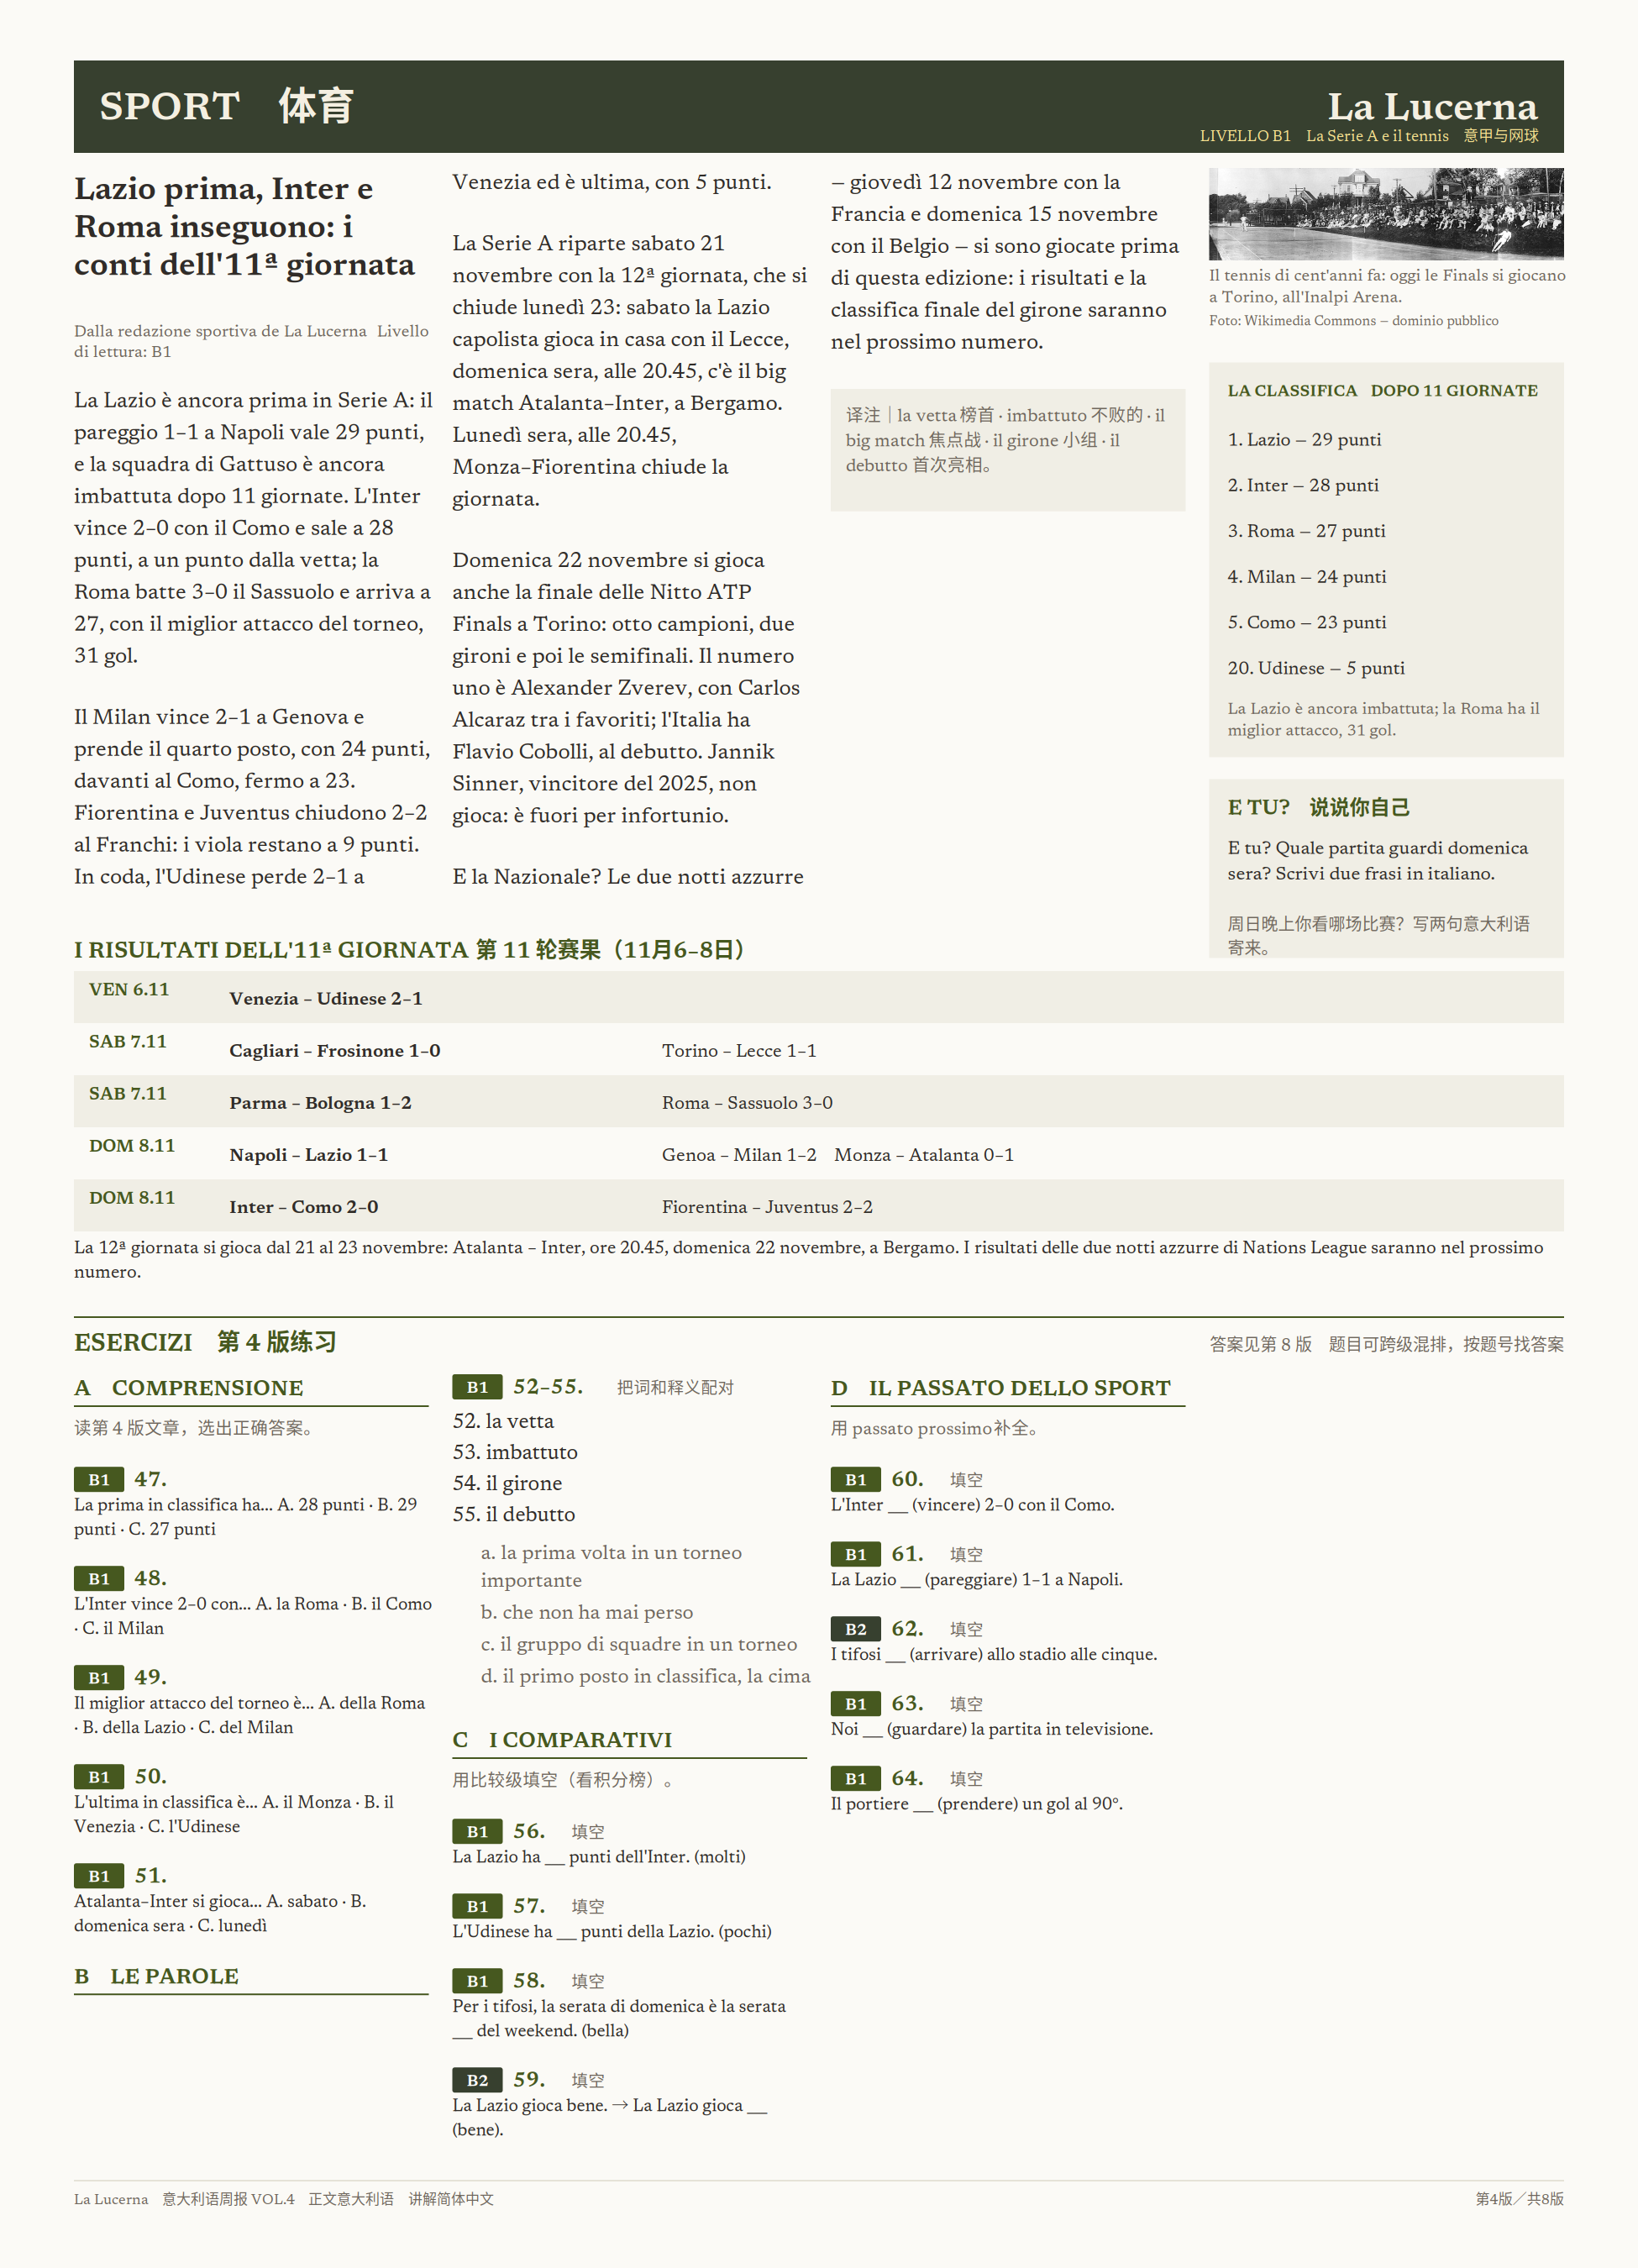 SPORT 体育
La Lucerna
LIVELLO B1 La Serie A e il tennis 意甲与网球
Lazio prima, Inter e
Roma inseguono: i
conti dell'11ª giornata
Dalla redazione sportiva de La Lucerna Livello
di lettura: B1
La Lazio è ancora prima in Serie A: il
pareggio 1–1 a Napoli vale 29 punti,
e la squadra di Gattuso è ancora
imbattuta dopo 11 giornate. L'Inter
vince 2–0 con il Como e sale a 28
punti, a un punto dalla vetta; la
Roma batte 3–0 il Sassuolo e arriva a
27, con il miglior attacco del torneo,
31 gol.
Il Milan vince 2–1 a Genova e
prende il quarto posto, con 24 punti,
davanti al Como, fermo a 23.
Fiorentina e Juventus chiudono 2–2
al Franchi: i viola restano a 9 punti.
In coda, l'Udinese perde 2–1 a
Venezia ed è ultima, con 5 punti.
La Serie A riparte sabato 21
novembre con la 12ª giornata, che si
chiude lunedì 23: sabato la Lazio
capolista gioca in casa con il Lecce,
domenica sera, alle 20.45, c'è il big
match Atalanta–Inter, a Bergamo.
Lunedì sera, alle 20.45,
Monza–Fiorentina chiude la
giornata.
Domenica 22 novembre si gioca
anche la finale delle Nitto ATP
Finals a Torino: otto campioni, due
gironi e poi le semifinali. Il numero
uno è Alexander Zverev, con Carlos
Alcaraz tra i favoriti; l'Italia ha
Flavio Cobolli, al debutto. Jannik
Sinner, vincitore del 2025, non
gioca: è fuori per infortunio.
E la Nazionale? Le due notti azzurre
— giovedì 12 novembre con la
Francia e domenica 15 novembre
con il Belgio — si sono giocate prima
di questa edizione: i risultati e la
classifica finale del girone saranno
nel prossimo numero.
译注｜la vetta 榜首 · imbattuto 不败的 · il
big match 焦点战 · il girone 小组 · il
debutto 首次亮相。
Il tennis di cent'anni fa: oggi le Finals si giocano
a Torino, all'Inalpi Arena.
Foto: Wikimedia Commons — dominio pubblico
LA CLASSIFICA DOPO 11 GIORNATE
1. Lazio — 29 punti
2. Inter — 28 punti
3. Roma — 27 punti
4. Milan — 24 punti
5. Como — 23 punti
20. Udinese — 5 punti
La Lazio è ancora imbattuta; la Roma ha il
miglior attacco, 31 gol.
E TU? 说说你自己
E tu? Quale partita guardi domenica
sera? Scrivi due frasi in italiano.
周日晚上你看哪场比赛？写两句意大利语
寄来。
I RISULTATI DELL'11ª GIORNATA 第 11 轮赛果（11月6–8日）
VEN 6.11 Venezia – Udinese 2–1
SAB 7.11 Cagliari – Frosinone 1–0 Torino – Lecce 1–1
SAB 7.11 Parma – Bologna 1–2 Roma – Sassuolo 3–0
DOM 8.11 Napoli – Lazio 1–1 Genoa – Milan 1–2 Monza – Atalanta 0–1
DOM 8.11 Inter – Como 2–0 Fiorentina – Juventus 2–2
La 12ª giornata si gioca dal 21 al 23 novembre: Atalanta – Inter, ore 20.45, domenica 22 novembre, a Bergamo. I risultati delle due notti azzurre di Nations League saranno nel prossimo
numero.
ESERCIZI 第 4 版练习
答案见第 8 版 题目可跨级混排，按题号找答案
A COMPRENSIONE
读第 4 版文章，选出正确答案。
B1 47.
La prima in classifica ha… A. 28 punti · B. 29
punti · C. 27 punti
B1 48.
L'Inter vince 2–0 con… A. la Roma · B. il Como
· C. il Milan
B1 49.
Il miglior attacco del torneo è… A. della Roma
· B. della Lazio · C. del Milan
B1 50.
L'ultima in classifica è… A. il Monza · B. il
Venezia · C. l'Udinese
B1 51.
Atalanta–Inter si gioca… A. sabato · B.
domenica sera · C. lunedì
B LE PAROLE
B1 52–55. 把词和释义配对
52. la vetta
53. imbattuto
54. il girone
55. il debutto
a. la prima volta in un torneo
importante
b. che non ha mai perso
c. il gruppo di squadre in un torneo
d. il primo posto in classifica, la cima
C I COMPARATIVI
用比较级填空（看积分榜）。
B1 56. 填空
La Lazio ha __ punti dell'Inter. (molti)
B1 57. 填空
L'Udinese ha __ punti della Lazio. (pochi)
B1 58. 填空
Per i tifosi, la serata di domenica è la serata
__ del weekend. (bella)
B2 59. 填空
La Lazio gioca bene. → La Lazio gioca __
(bene).
D IL PASSATO DELLO SPORT
用 passato prossimo补全。
B1 60. 填空
L'Inter __ (vincere) 2–0 con il Como.
B1 61. 填空
La Lazio __ (pareggiare) 1–1 a Napoli.
B2 62. 填空
I tifosi __ (arrivare) allo stadio alle cinque.
B1 63. 填空
Noi __ (guardare) la partita in televisione.
B1 64. 填空
Il portiere __ (prendere) un gol al 90°.
La Lucerna 意大利语周报 VOL.4 正文意大利语 讲解简体中文
第4版／共8版